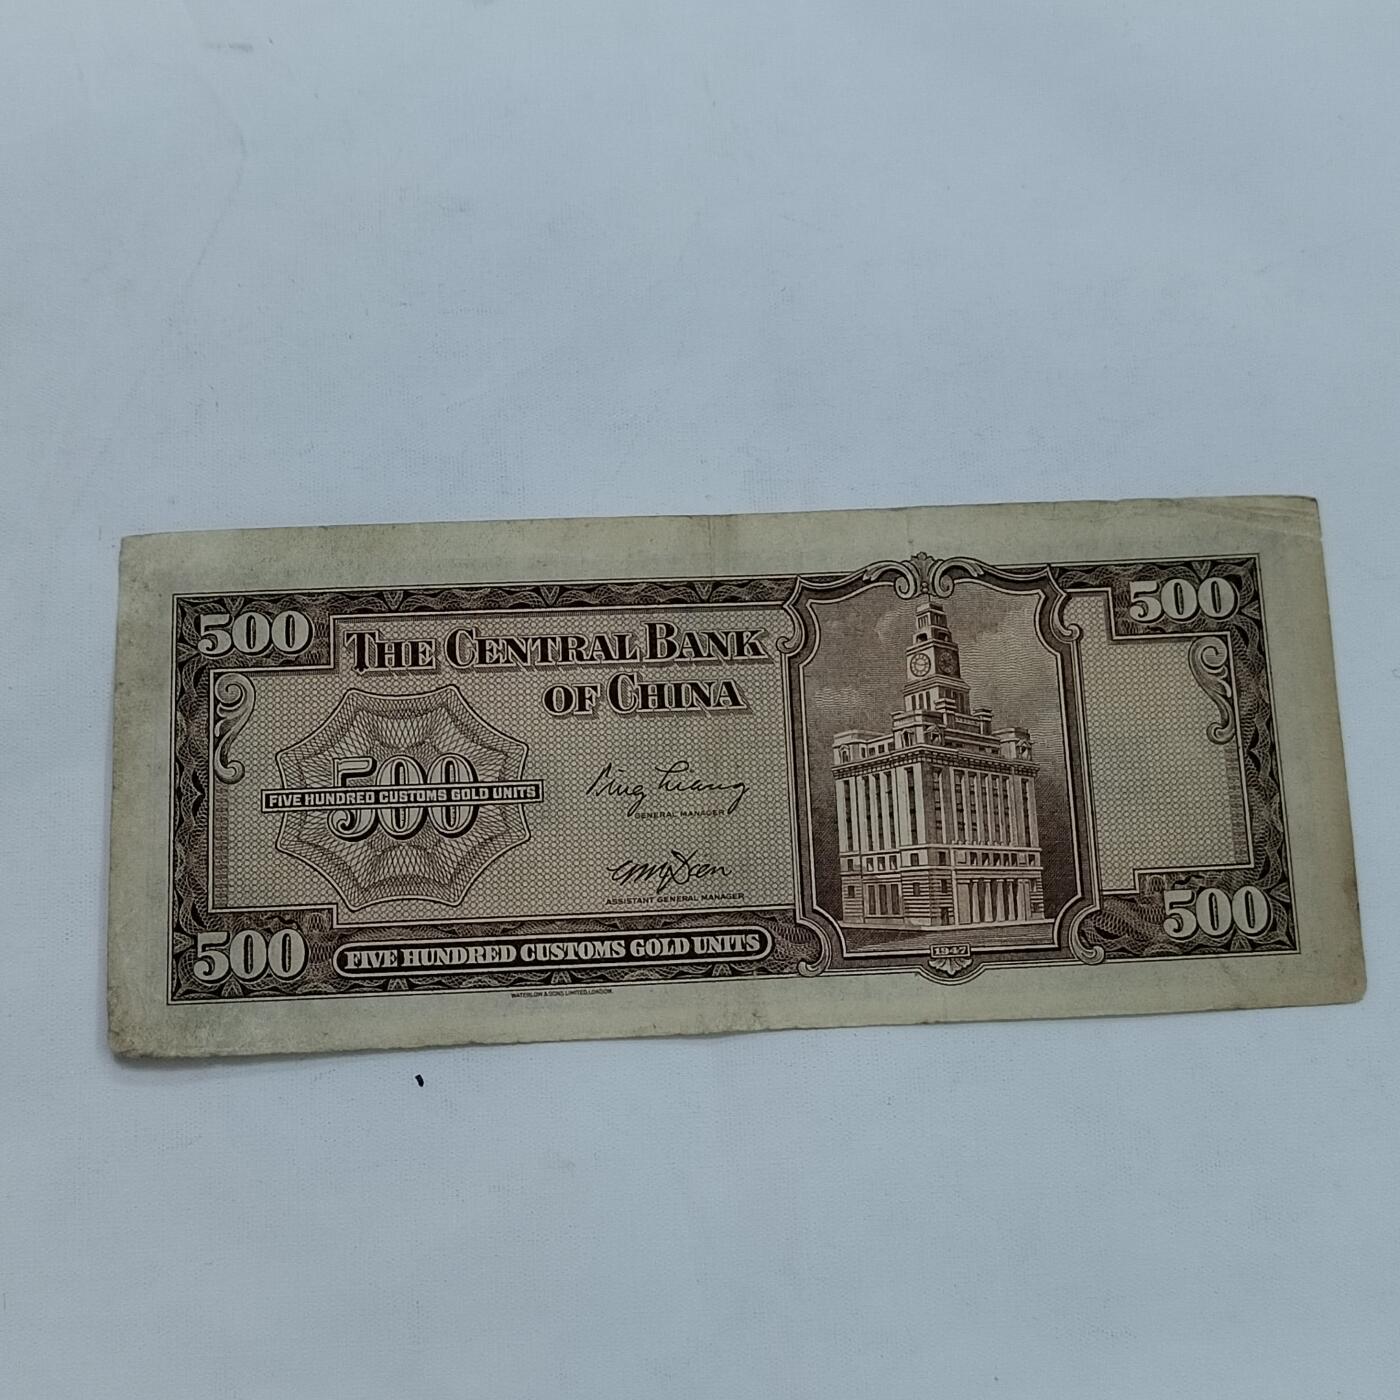 500
500
THE CENTRAL BANK
OF CHINA
500
FIVE HUNDRED CUSTOMS GOLD UNITS
GENERAL MANAGER
ASSISTANT GENERAL MANAGER
500
FIVE HUNDRED CUSTOMS GOLD UNITS
1947
500
WATERLOW & SONS LIMITED, LONDON.